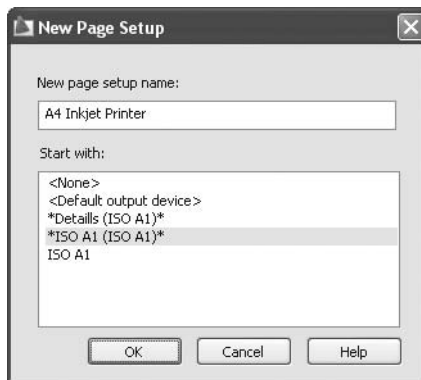 New Page Setup
New page setup name:
A4 Inkjet Printer
Start with:
<None>
<Default output device>
*Detaills (ISO A1)*
*ISO A1 (ISO A1)*
ISO A1
OK Cancel Help